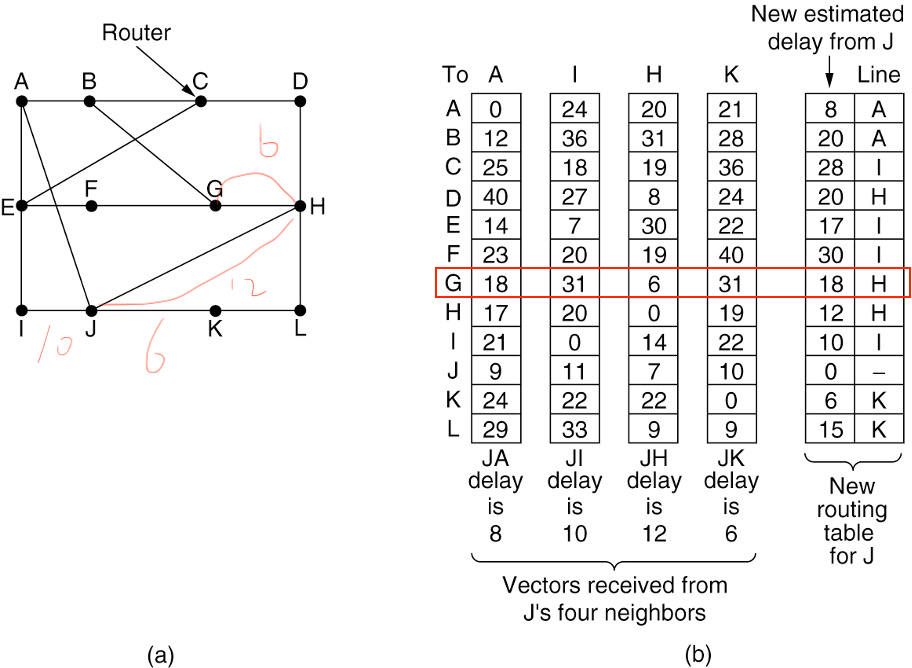 Router
A B C D
6
E F G H
12
I J K L
10 6
(a)
New estimated
delay from J
To A I H K Line
A 0 24 20 21 8 A
B 12 36 31 28 20 A
C 25 18 19 36 28 I
D 40 27 8 24 20 H
E 14 7 30 22 17 I
F 23 20 19 40 30 I
G 18 31 6 31 18 H
H 17 20 0 19 12 H
I 21 0 14 22 10 I
J 9 11 7 10 0 –
K 24 22 22 0 6 K
L 29 33 9 9 15 K
JA JI JH JK
delay delay delay delay
is is is is
8 10 12 6
New
routing
table
for J
Vectors received from
J's four neighbors
(b)